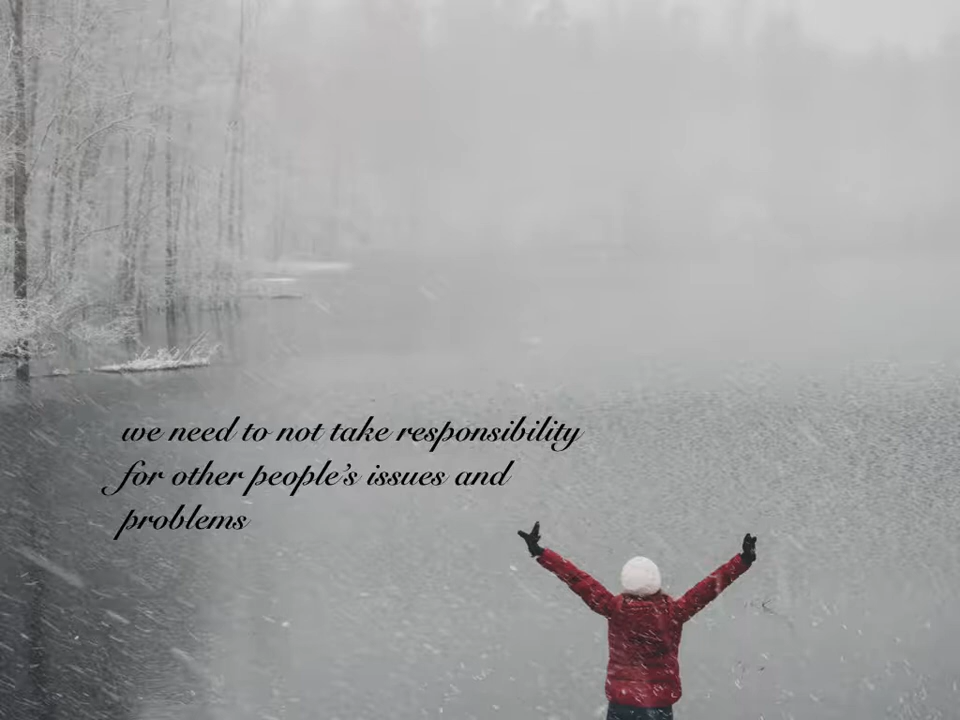 we need to not take responsibility
for other people's issues and
problems